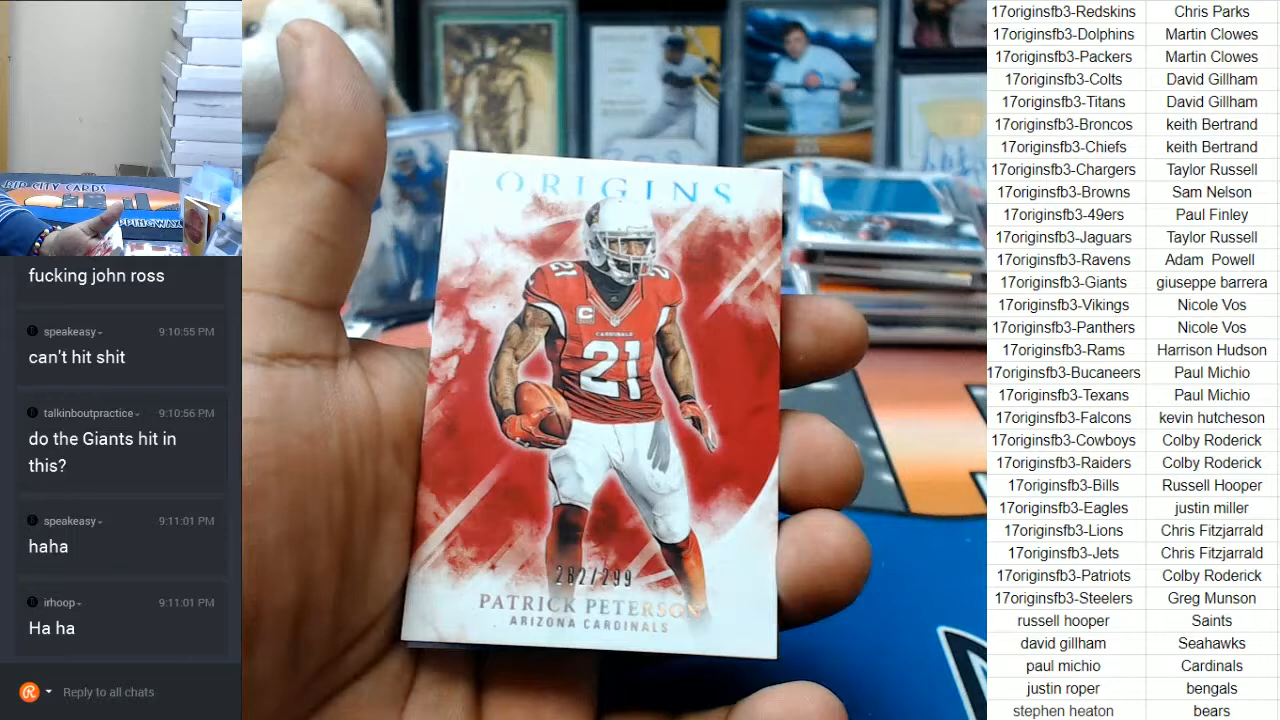 RIP CITY CARDS
fucking john ross
speakeasy
9:10:55 PM
can't hit shit
talkinboutpractice
9:10:56 PM
do the Giants hit in
this?
speakeasy
9:11:01 PM
haha
irhoop
9:11:01 PM
Ha ha
Reply to all chats
ORIGINS
21
21
C
CARDINALS
21
282/299
PATRICK PETERSON
ARIZONA CARDINALS
17originsfb3-Redskins Chris Parks
17originsfb3-Dolphins Martin Clowes
17originsfb3-Packers Martin Clowes
17originsfb3-Colts David Gillham
17originsfb3-Titans David Gillham
17originsfb3-Broncos keith Bertrand
17originsfb3-Chiefs keith Bertrand
17originsfb3-Chargers Taylor Russell
17originsfb3-Browns Sam Nelson
17originsfb3-49ers Paul Finley
17originsfb3-Jaguars Taylor Russell
17originsfb3-Ravens Adam Powell
17originsfb3-Giants giuseppe barrera
17originsfb3-Vikings Nicole Vos
17originsfb3-Panthers Nicole Vos
17originsfb3-Rams Harrison Hudson
17originsfb3-Bucaneers Paul Michio
17originsfb3-Texans Paul Michio
17originsfb3-Falcons kevin hutcheson
17originsfb3-Cowboys Colby Roderick
17originsfb3-Raiders Colby Roderick
17originsfb3-Bills Russell Hooper
17originsfb3-Eagles justin miller
17originsfb3-Lions Chris Fitzjarrald
17originsfb3-Jets Chris Fitzjarrald
17originsfb3-Patriots Colby Roderick
17originsfb3-Steelers Greg Munson
russell hooper Saints
david gillham Seahawks
paul michio Cardinals
justin roper bengals
stephen heaton bears